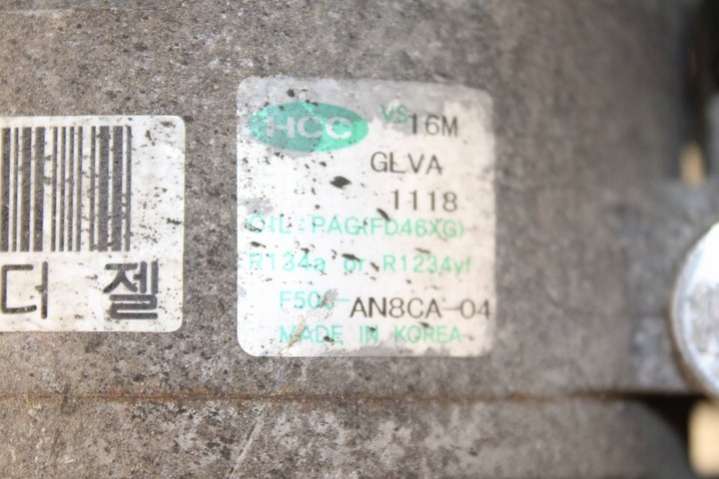 HCC VS 16M
GLVA
1118
OIL:PAG(FD46XG)
R134a or R1234yf
F500-AN8CA-04
MADE IN KOREA
디젤